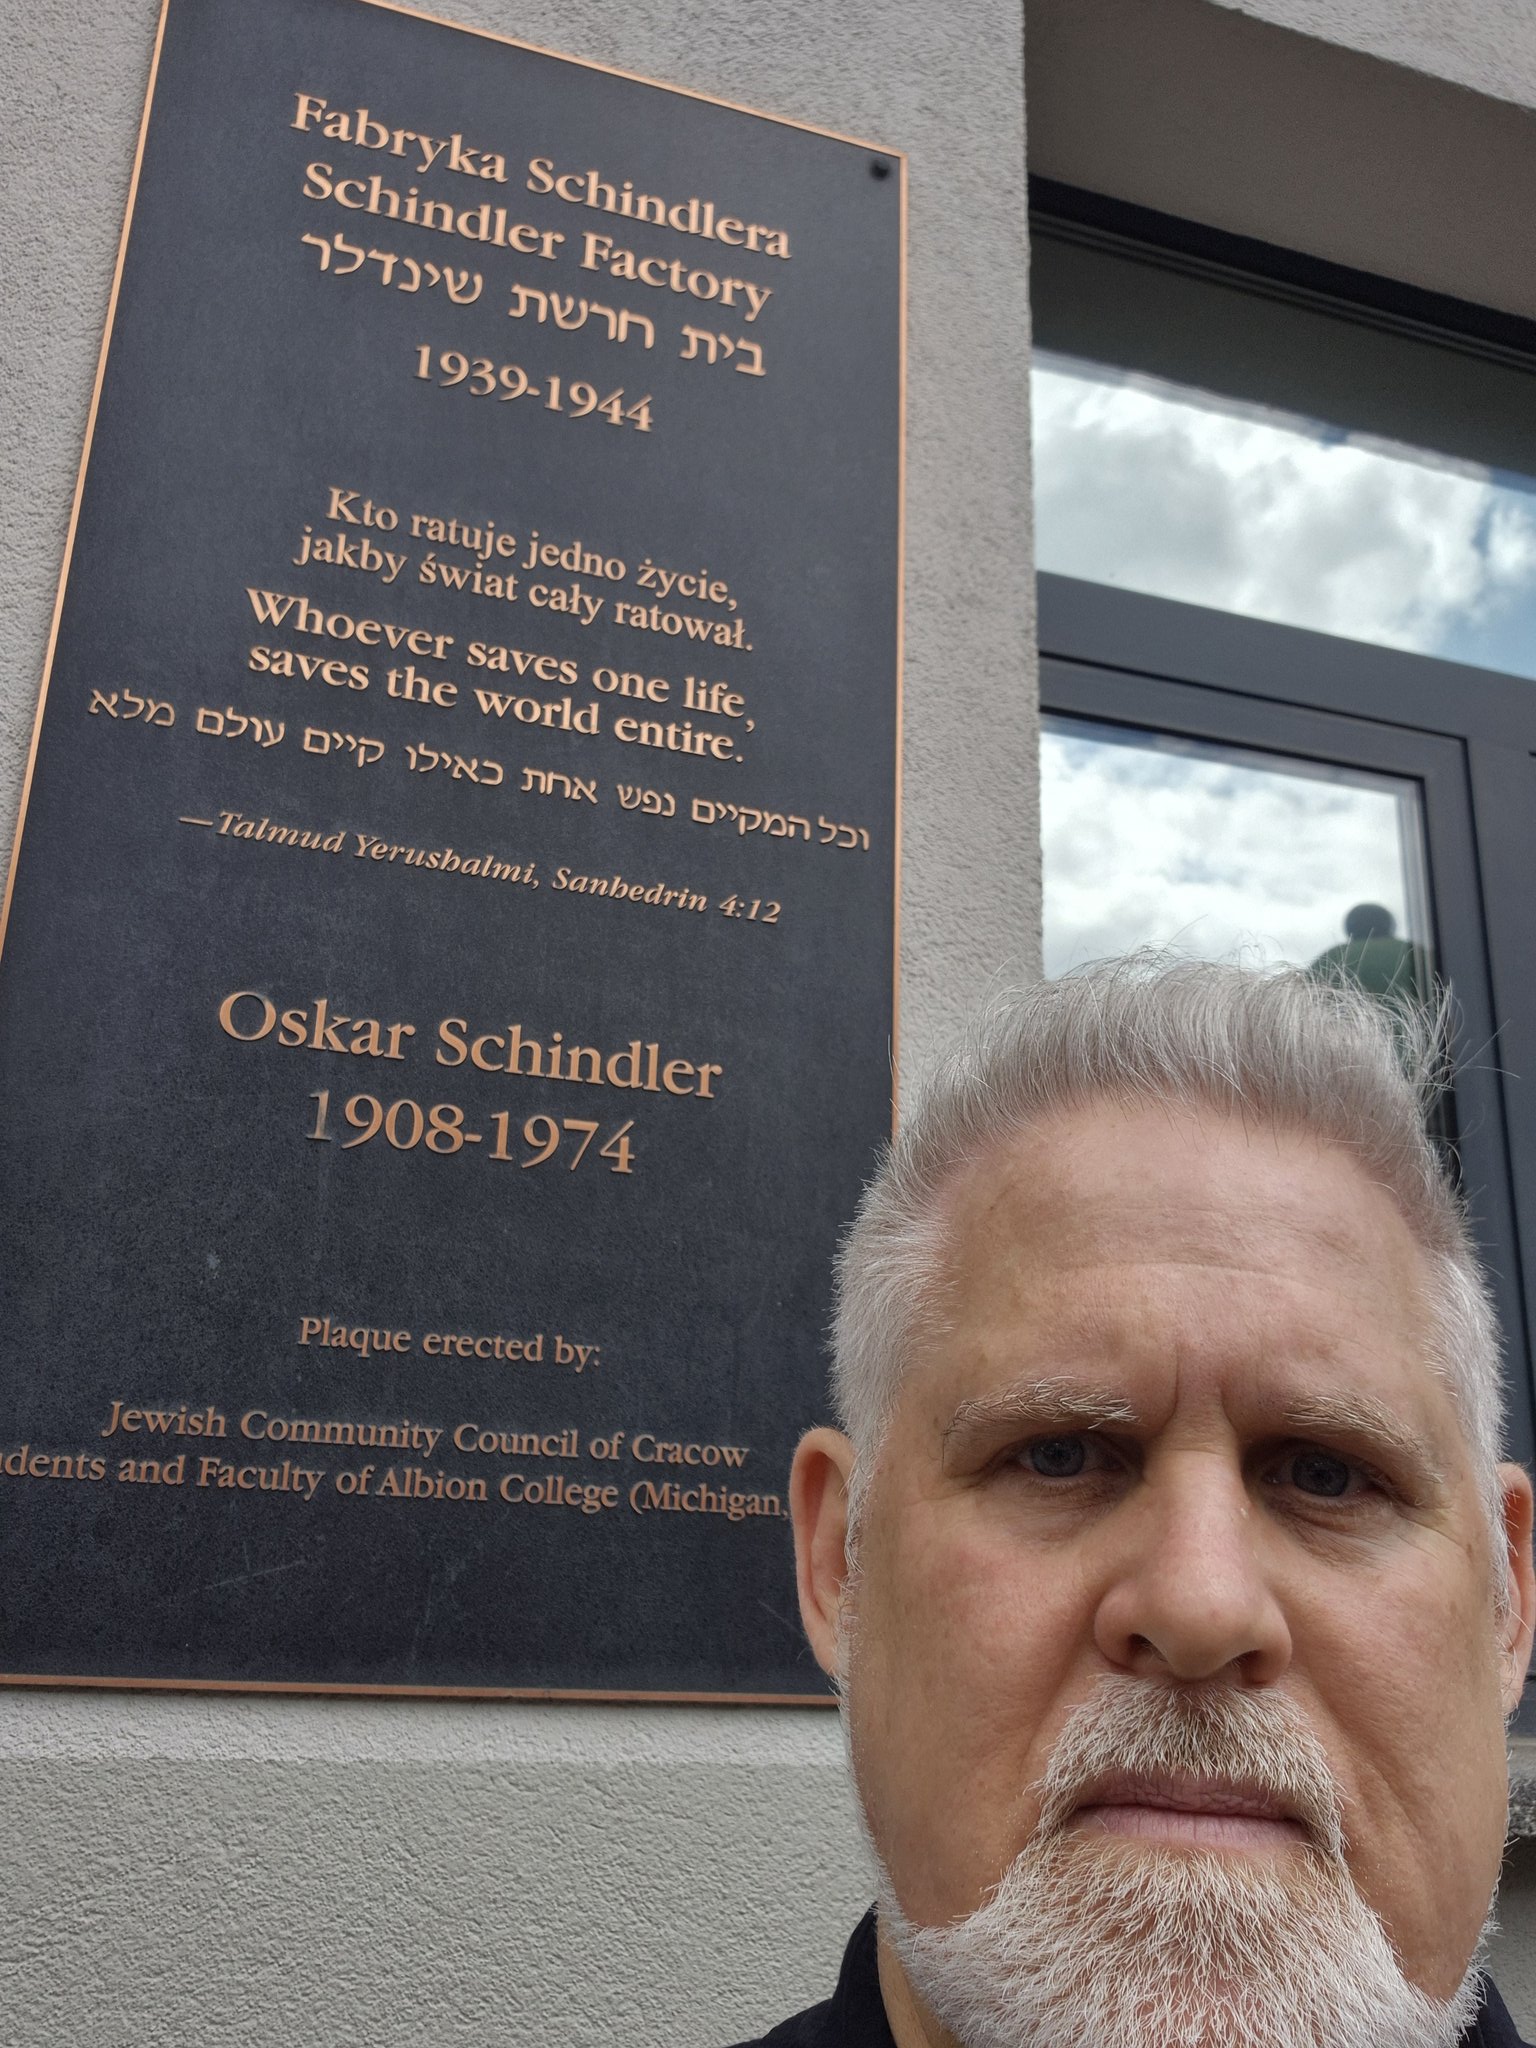 Fabryka Schindlera
Schindler Factory
בית חרשת שינדלר
1939-1944
Kto ratuje jedno życie,
jakby świat cały ratował.
Whoever saves one life,
saves the world entire.
וכל המקיים נפש אחת כאילו קיים עולם מלא
—Talmud Yerushalmi, Sanhedrin 4:12
Oskar Schindler
1908-1974
Plaque erected by:
Jewish Community Council of Cracow
udents and Faculty of Albion College (Michigan,